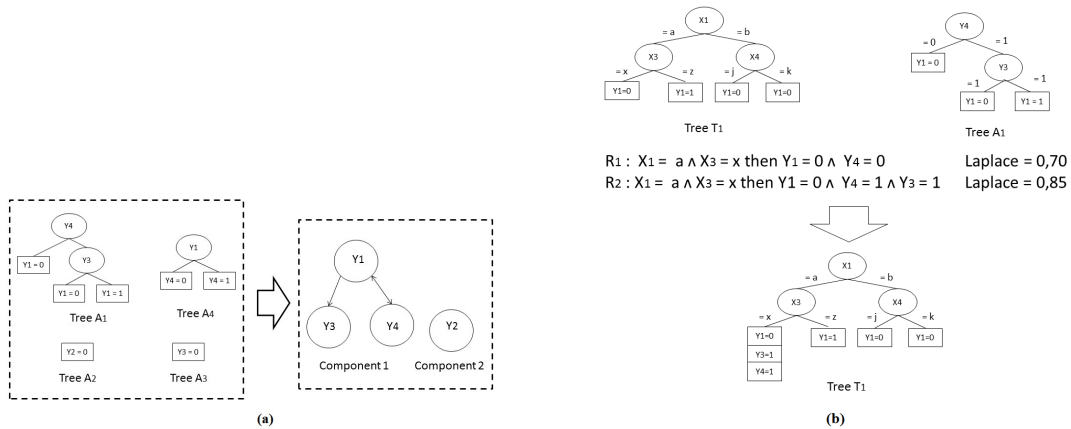 Y4
Y1 = 0
Y3
Y1 = 0
Y1 = 1
Tree A1
Y1
Y4 = 0
Y4 = 1
Tree A4
Y2 = 0
Tree A2
Y3 = 0
Tree A3
Y1
Y3
Y4
Y2
Component 1
Component 2
(a)
X1
= a
= b
X3
X4
= x
= z
= j
= k
Y1=0
Y1=1
Y1=0
Y1=0
Tree T1
Y4
= 0
= 1
Y1 = 0
Y3
= 1
= 1
Y1 = 0
Y1 = 1
Tree A1
R1 : X1 = a ∧ X3 = x then Y1 = 0 ∧ Y4 = 0 Laplace = 0,70
R2 : X1 = a ∧ X3 = x then Y1 = 0 ∧ Y4 = 1 ∧ Y3 = 1 Laplace = 0,85
X1
= a
= b
X3
X4
= x
= z
= j
= k
Y1=0
Y1=1
Y1=0
Y1=0
Y3=1
Y4=1
Tree T1
(b)